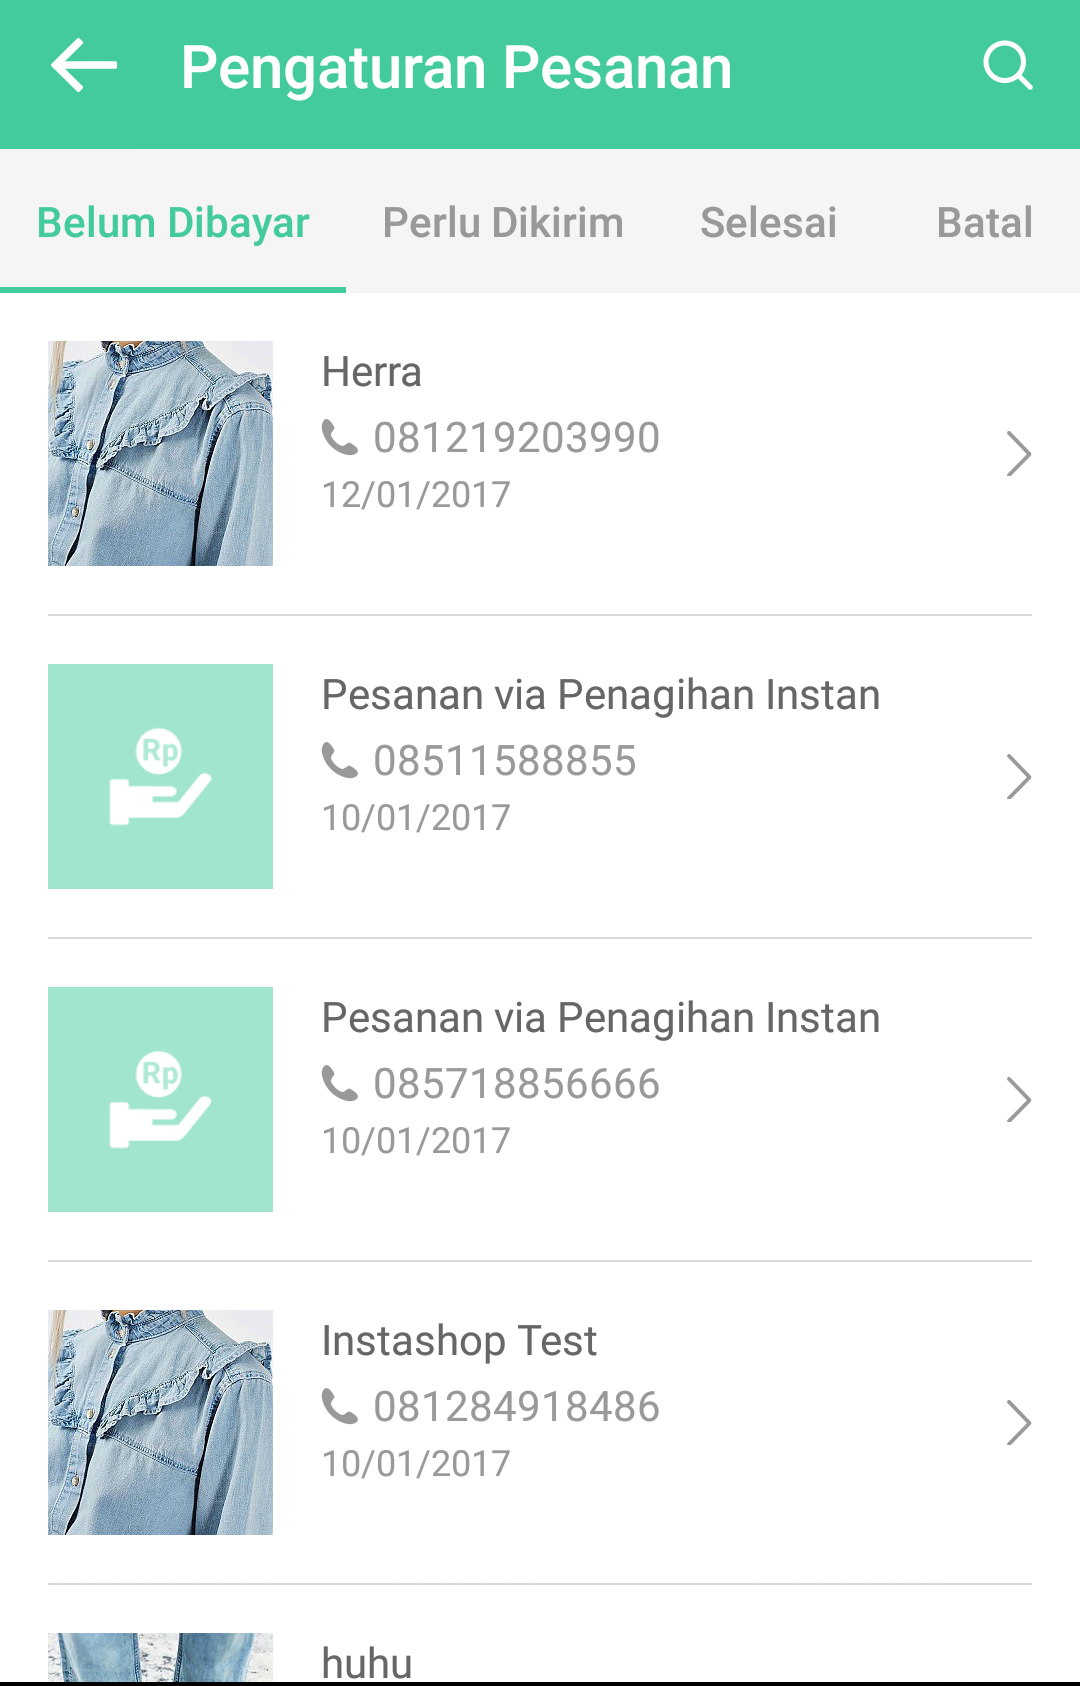 Pengaturan Pesanan
Belum Dibayar Perlu Dikirim Selesai Batal
Herra
081219203990
12/01/2017
Rp
Pesanan via Penagihan Instan
08511588855
10/01/2017
Rp
Pesanan via Penagihan Instan
085718856666
10/01/2017
Instashop Test
081284918486
10/01/2017
huhu